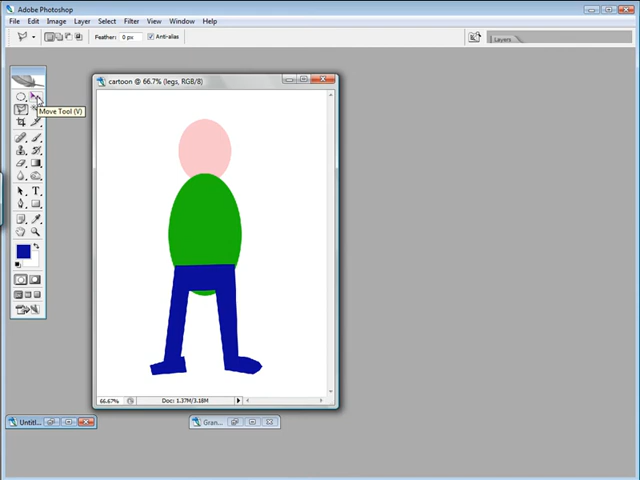 Adobe Photoshop
File Edit Image Layer Select Filter View Window Help
Feather: 0 px Anti-alias
Layers
cartoon @ 66.7% (legs, RGB/8)
Move Tool (V)
T
66.67% Doc: 1.37M/3.18M
Untitl... Gran...